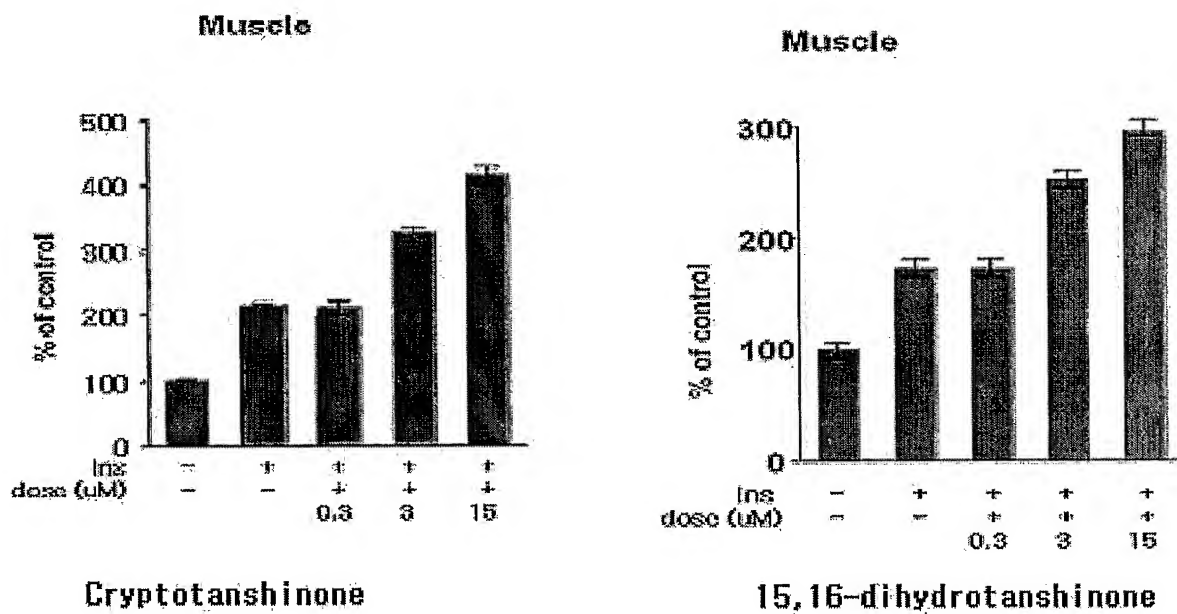 Muscle
% of control
500
400
300
200
100
0
Ins - + + + +
dose (uM) - - + + +
0.3 3 15
Cryptotanshinone
Muscle
% of control
300
200
100
0
Ins - + + + +
dose (uM) - - + + +
0.3 3 15
15,16-dihydrotanshinone